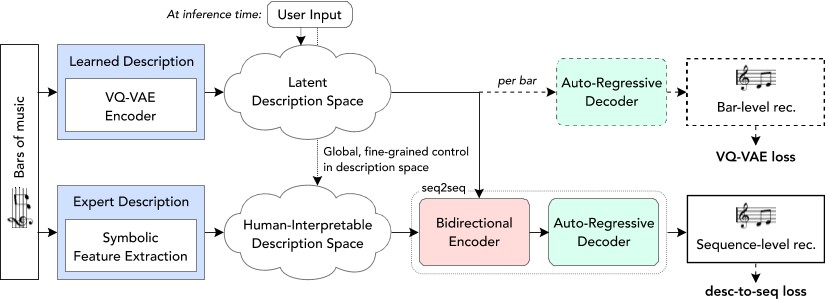 At inference time:
User Input
Bars of music
Learned Description
VQ-VAE
Encoder
Latent
Description Space
per bar
Auto-Regressive
Decoder
Bar-level rec.
VQ-VAE loss
Global, fine-grained control
in description space
Expert Description
Symbolic
Feature Extraction
Human-Interpretable
Description Space
seq2seq
Bidirectional
Encoder
Auto-Regressive
Decoder
Sequence-level rec.
desc-to-seq loss